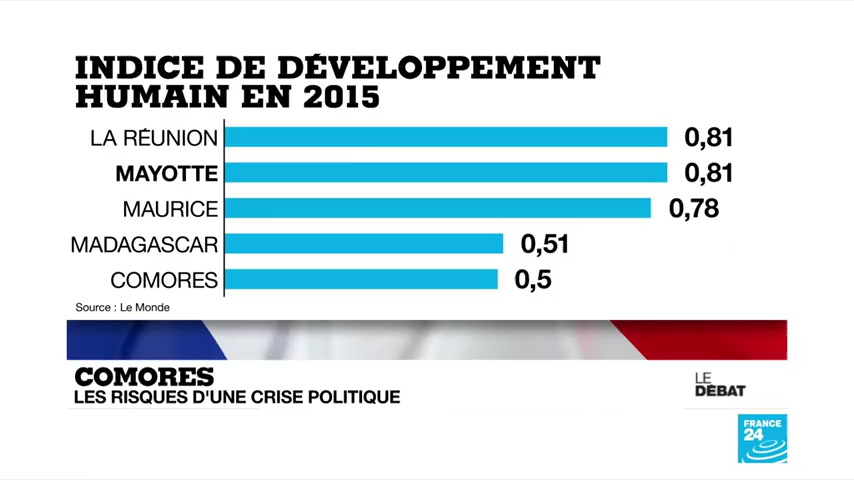 INDICE DE DÉVELOPPEMENT
HUMAIN EN 2015
LA RÉUNION 0,81
MAYOTTE 0,81
MAURICE 0,78
MADAGASCAR 0,51
COMORES 0,5
Source : Le Monde
COMORES
LES RISQUES D'UNE CRISE POLITIQUE
LE
DÉBAT
FRANCE
24